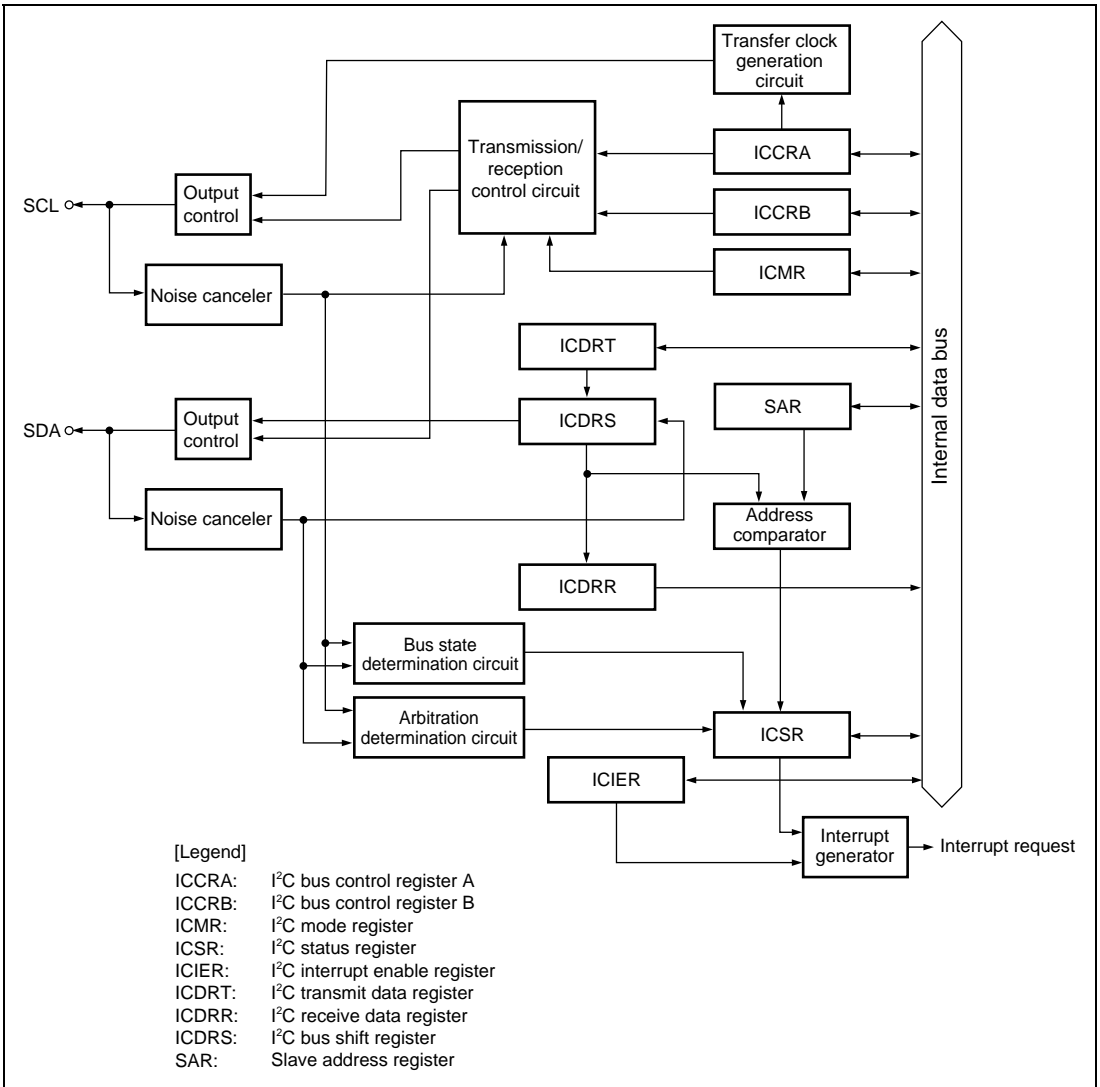 Transfer clock
generation
circuit
Transmission/
reception
control circuit
ICCRA
SCL
Output
control
ICCRB
ICMR
Noise canceler
ICDRT
Internal data bus
SDA
Output
control
ICDRS
SAR
Noise canceler
Address
comparator
ICDRR
Bus state
determination circuit
Arbitration
determination circuit
ICSR
ICIER
Interrupt
generator
Interrupt request
[Legend]
ICCRA: I²C bus control register A
ICCRB: I²C bus control register B
ICMR: I²C mode register
ICSR: I²C status register
ICIER: I²C interrupt enable register
ICDRT: I²C transmit data register
ICDRR: I²C receive data register
ICDRS: I²C bus shift register
SAR: Slave address register